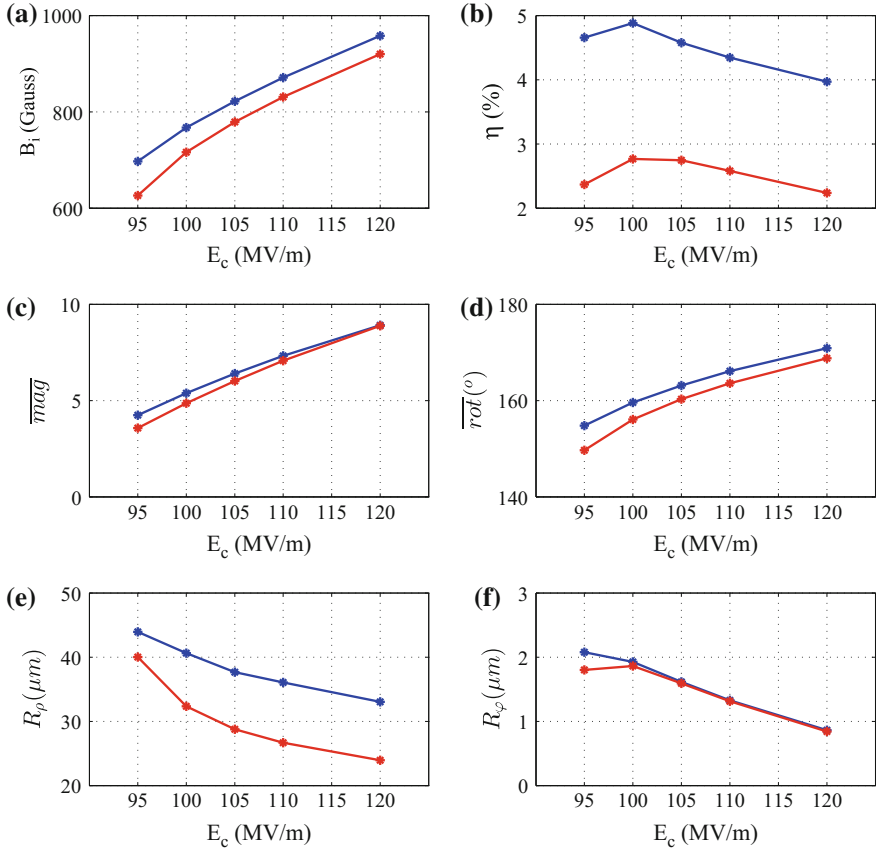 (a)
1000
800
600
B_i (Gauss)
95 100 105 110 115 120
E_c (MV/m)
(b)
5
4
3
2
η (%)
95 100 105 110 115 120
E_c (MV/m)
(c)
10
5
0
mag
95 100 105 110 115 120
E_c (MV/m)
(d)
180
160
140
rot(°)
95 100 105 110 115 120
E_c (MV/m)
(e)
50
40
30
20
R_ρ(μm)
95 100 105 110 115 120
E_c (MV/m)
(f)
3
2
1
0
R_φ(μm)
95 100 105 110 115 120
E_c (MV/m)